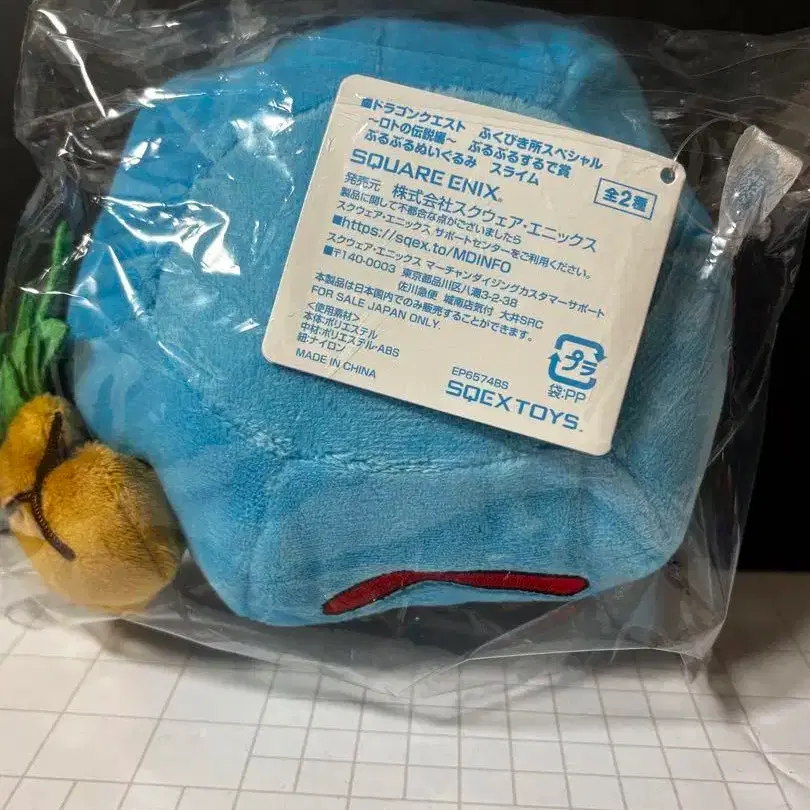 ■ドラゴンクエスト ふくびき所スペシャル
～ロトの伝説編～ ぷるぷるするで賞
ぷるぷるぬいぐるみ スライム
全2種
SQUARE ENIX®
発売元 株式会社スクウェア・エニックス
製品に関して不都合な点がございましたら
スクウェア・エニックス サポートセンターをご利用ください。
■https://sqex.to/MDINFO
スクウェア・エニックス マーチャンダイジングカスタマーサポート
■〒140-0003 東京都品川区八潮3-2-38
佐川急便 城南店気付 大井SRC
本製品は日本国内でのみ販売することができます。
FOR SALE JAPAN ONLY.
<使用素材>
本体:ポリエステル
中材:ポリエステル・ABS
紐:ナイロン
MADE IN CHINA
EP6574BS
SQEX TOYS™
プラ
袋:PP